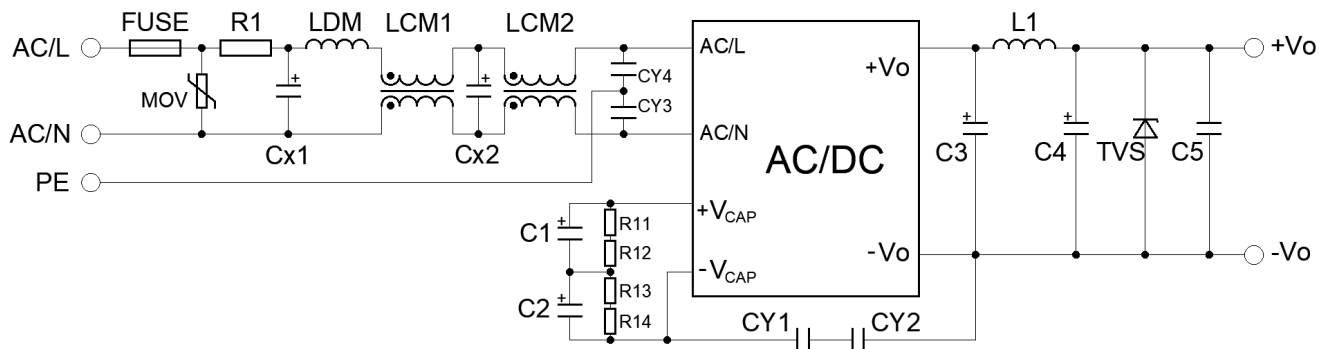 FUSE R1 LDM LCM1 LCM2 L1
AC/L AC/L +Vo +Vo
MOV + + CY4 CY3 + +
AC/N AC/N AC/DC C3 C4 TVS C5
Cx1 Cx2
PE
+VCAP -Vo -Vo
C1 + R11
R12
-VCAP
C2 + R13
R14
CY1 CY2